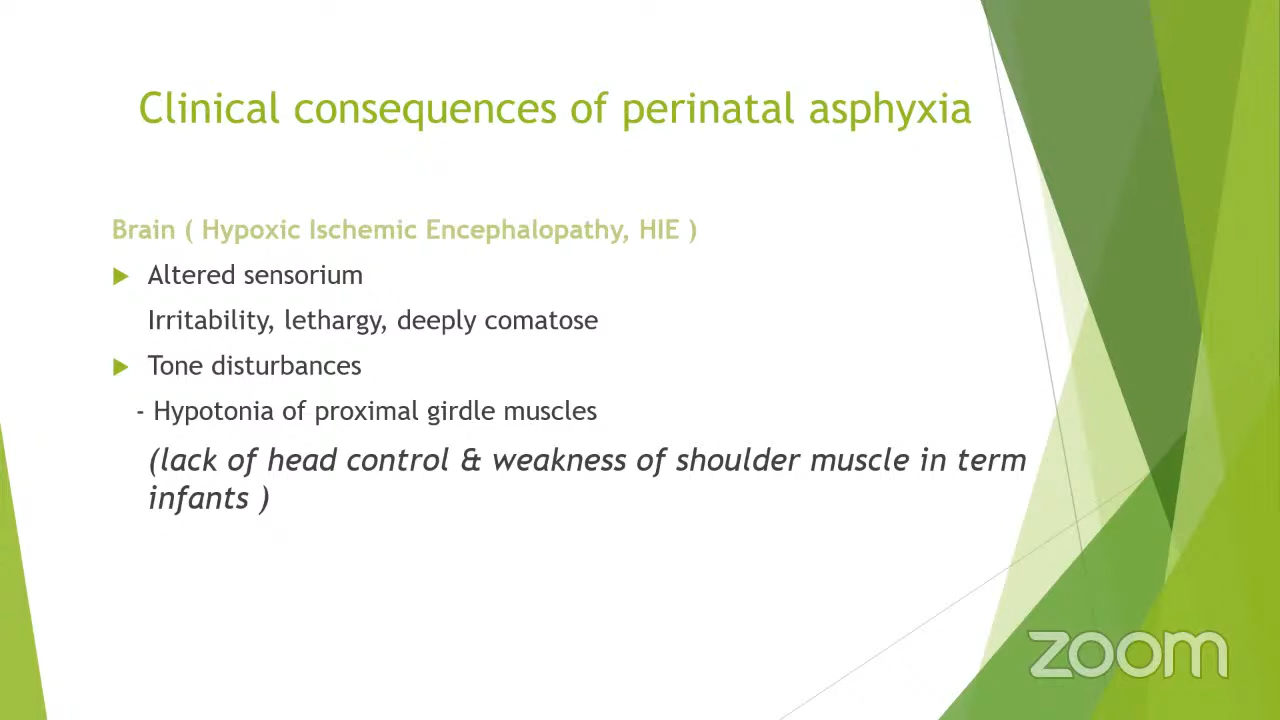 Clinical consequences of perinatal asphyxia
Brain ( Hypoxic Ischemic Encephalopathy, HIE )
Altered sensorium
Irritability, lethargy, deeply comatose
Tone disturbances
- Hypotonia of proximal girdle muscles
(lack of head control & weakness of shoulder muscle in term
infants )
zoom